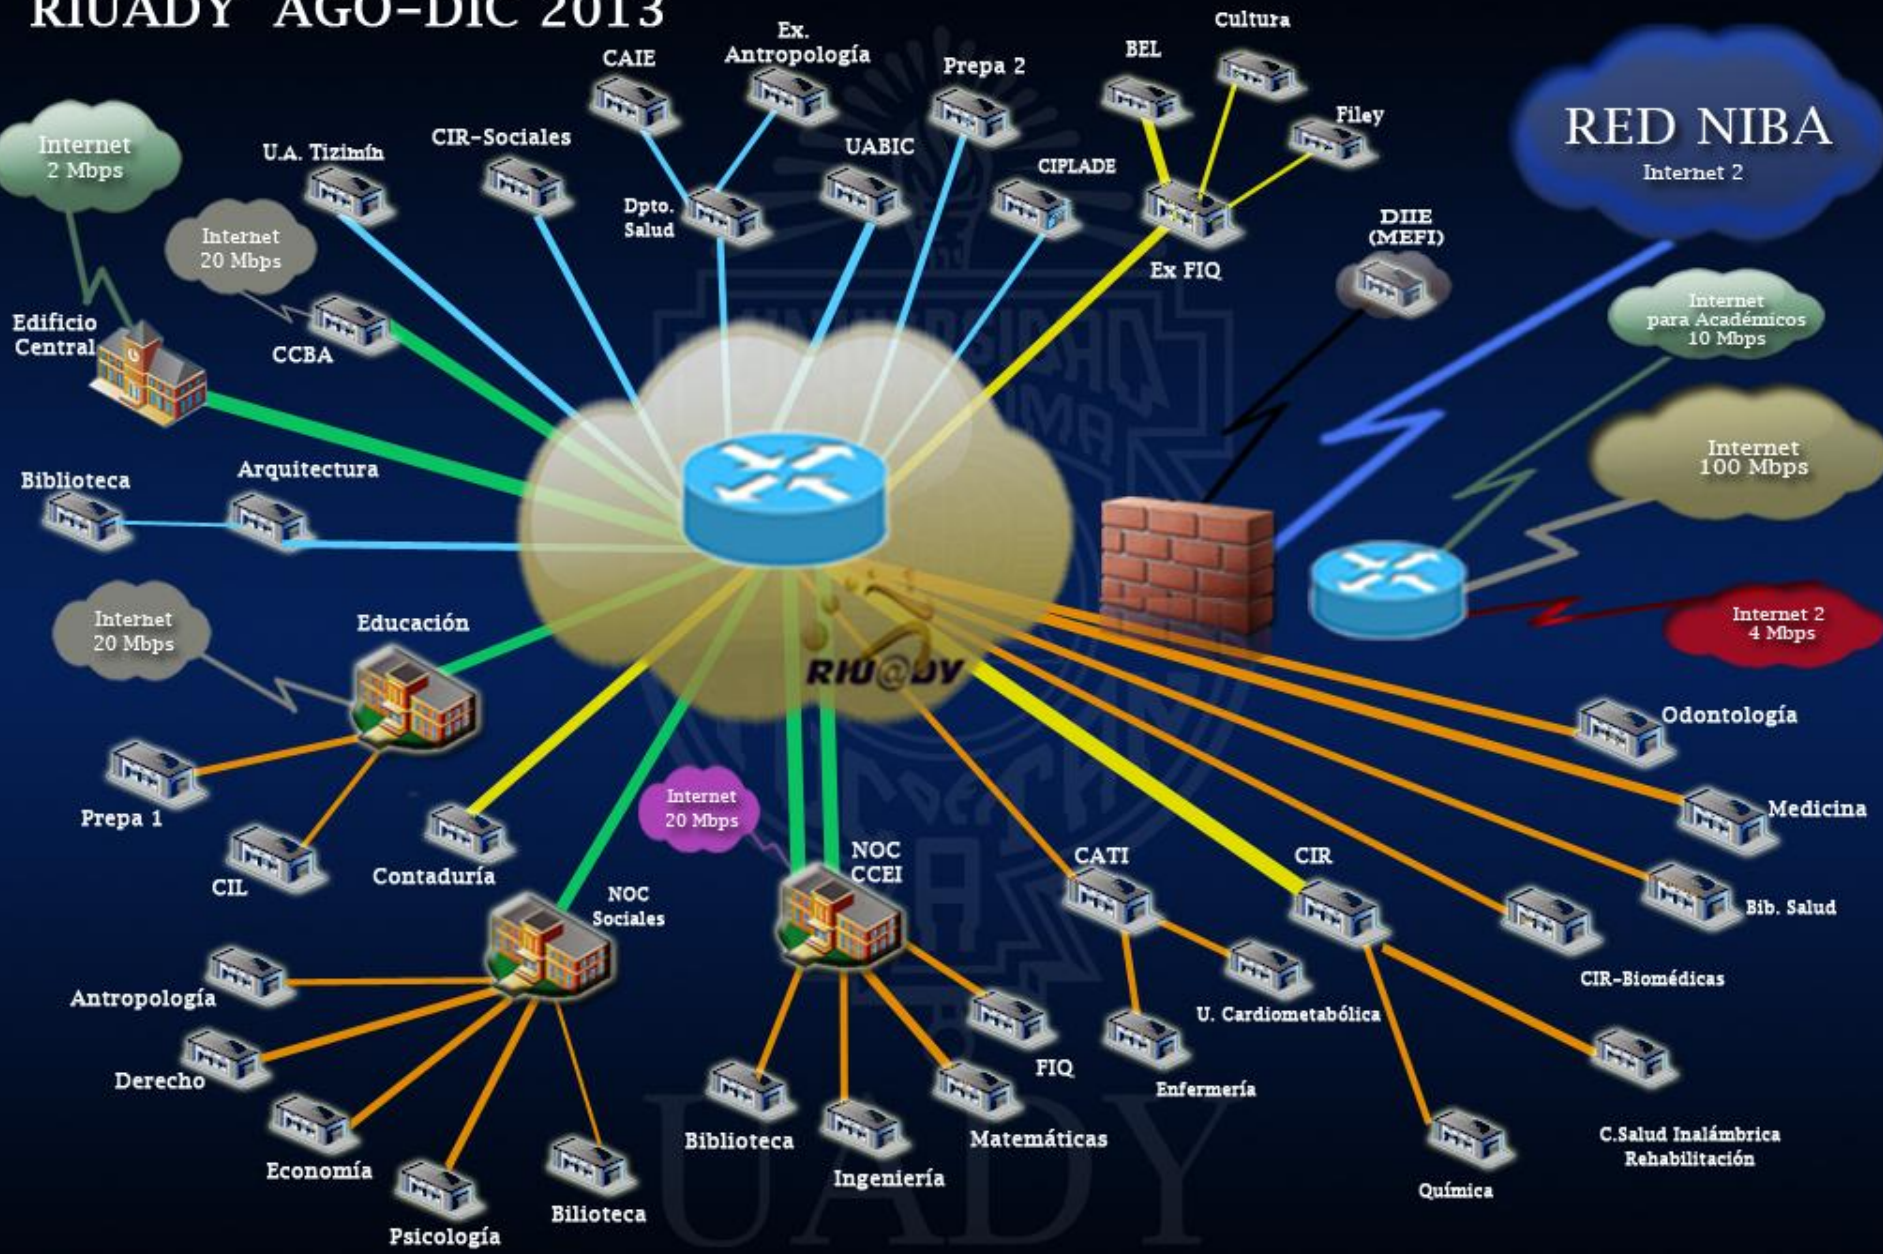 RIUADY AGO-DIC 2013
Cultura
Ex.
Antropología
CAIE
BEL
Prepa 2
Filey
RED NIBA
Internet 2
Internet
2 Mbps
U.A. Tizimín
CIR-Sociales
UABIC
CIPLADE
Dpto.
Salud
DIIE
(MEFI)
Internet
20 Mbps
Ex FIQ
Internet
para Académicos
10 Mbps
Edificio
Central
CCBA
Internet
100 Mbps
Biblioteca
Arquitectura
Internet
20 Mbps
Educación
Internet 2
4 Mbps
RIU@DY
Odontología
Prepa 1
Internet
20 Mbps
Medicina
CIL
Contaduría
NOC
CCEI
CATI
CIR
NOC
Sociales
Bib. Salud
CIR-Biomédicas
Antropología
U. Cardiometabólica
Derecho
FIQ
Enfermería
Economía
Biblioteca
Matemáticas
C.Salud Inalámbrica
Rehabilitación
Ingeniería
Química
Psicología
Bilioteca
UADY